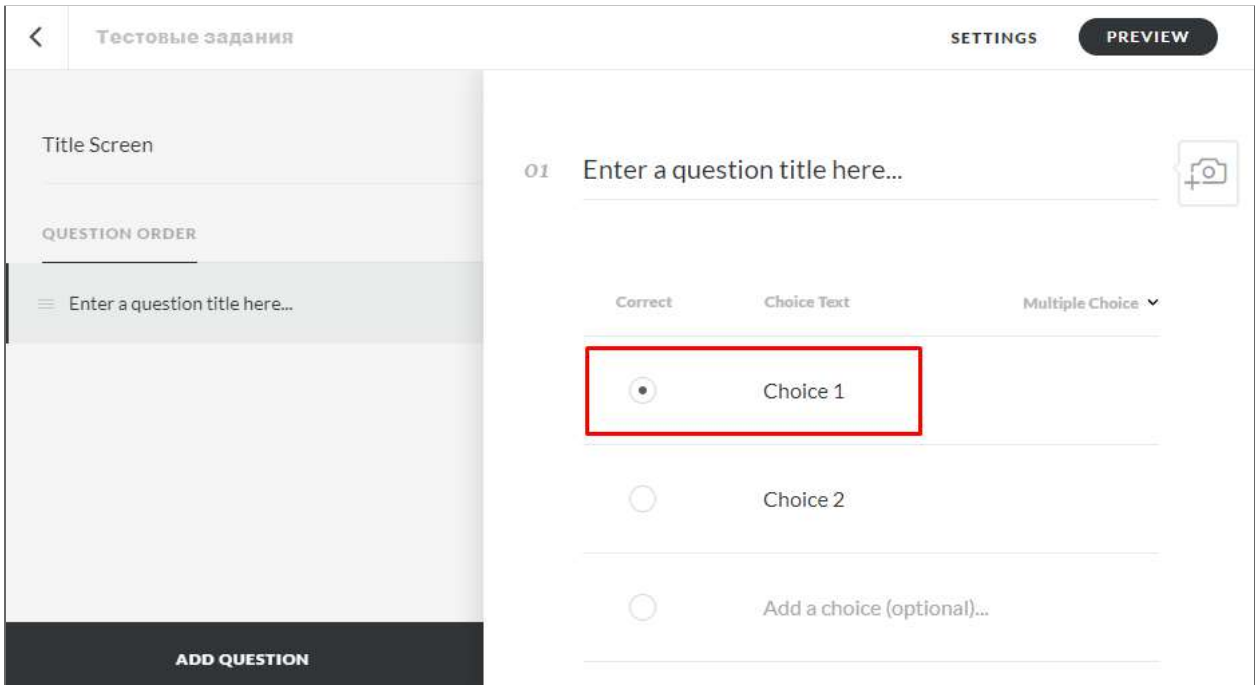 Тестовые задания
SETTINGS
PREVIEW
Title Screen
QUESTION ORDER
Enter a question title here...
ADD QUESTION
01 Enter a question title here...
Correct Choice Text Multiple Choice
Choice 1
Choice 2
Add a choice (optional)...